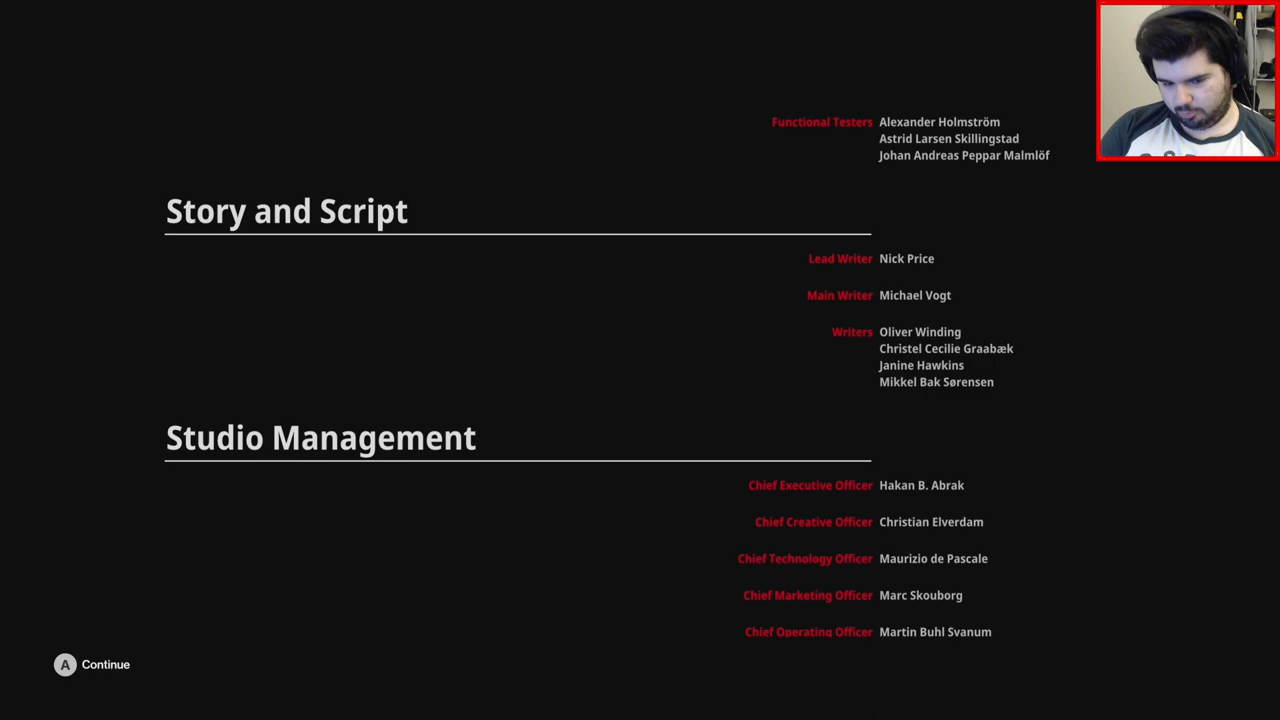 Functional Testers Alexander Holmström
Astrid Larsen Skillingstad
Johan Andreas Peppar Malmlöf
Story and Script
Lead Writer Nick Price
Main Writer Michael Vogt
Writers Oliver Winding
Christel Cecilie Graabæk
Janine Hawkins
Mikkel Bak Sørensen
Studio Management
Chief Executive Officer Hakan B. Abrak
Chief Creative Officer Christian Elverdam
Chief Technology Officer Maurizio de Pascale
Chief Marketing Officer Marc Skouborg
Chief Operating Officer Martin Buhl Svanum
A Continue